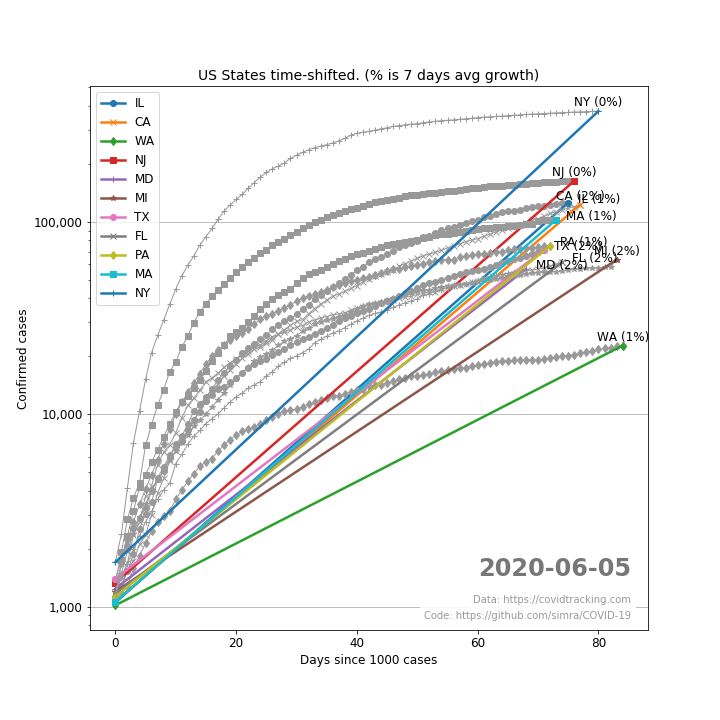 US States time-shifted. (% is 7 days avg growth)
IL
CA
WA
NJ
MD
MI
TX
FL
PA
MA
NY
NY (0%)
NJ (0%)
CA (2%)
IL (1%)
MA (1%)
PA (1%)
TX (2%)
MI (2%)
FL (2%)
MD (2%)
WA (1%)
100,000
10,000
1,000
Confirmed cases
0 20 40 60 80
Days since 1000 cases
2020-06-05
Data: https://covidtracking.com
Code: https://github.com/simra/COVID-19